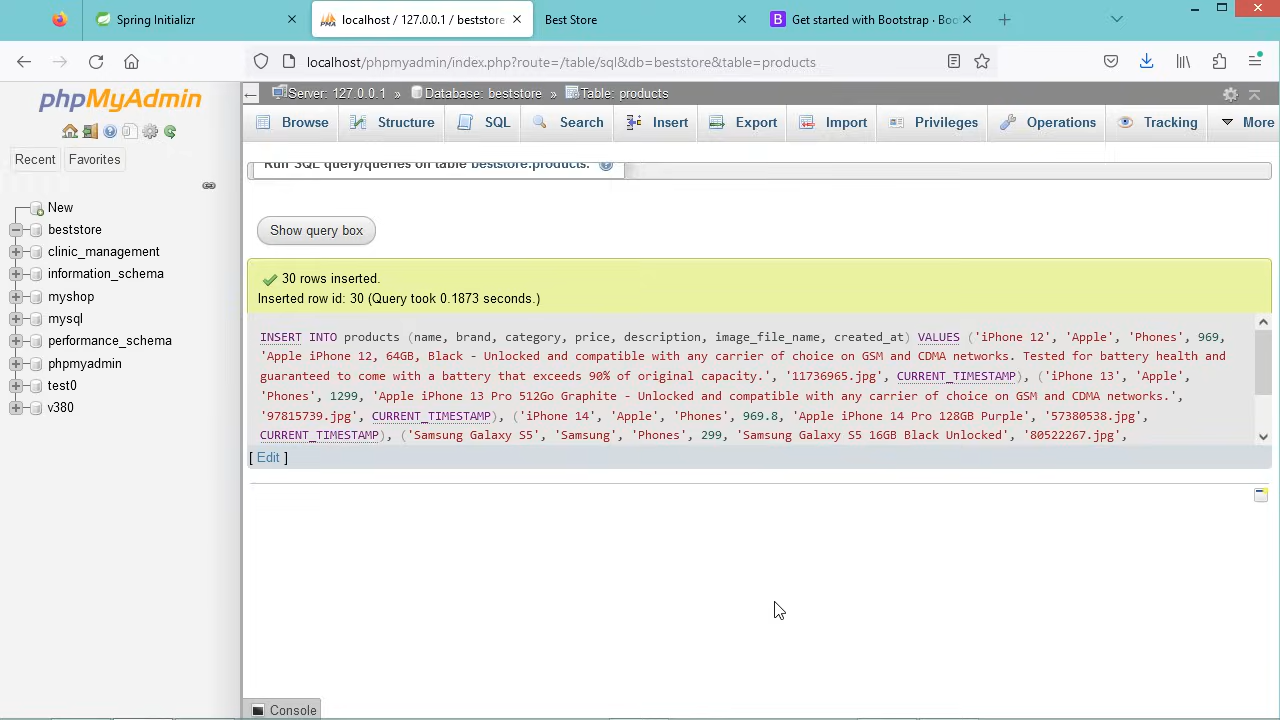 Spring Initializr
localhost / 127.0.0.1 / beststore
Best Store
Get started with Bootstrap · Boo
localhost/phpmyadmin/index.php?route=/table/sql&db=beststore&table=products
phpMyAdmin
Recent
Favorites
New
beststore
clinic_management
information_schema
myshop
mysql
performance_schema
phpmyadmin
test0
v380
Server: 127.0.0.1 » Database: beststore » Table: products
Browse
Structure
SQL
Search
Insert
Export
Import
Privileges
Operations
Tracking
More
Run SQL query/queries on table beststore.products:
Show query box
30 rows inserted.
Inserted row id: 30 (Query took 0.1873 seconds.)
INSERT INTO products (name, brand, category, price, description, image_file_name, created_at) VALUES ('iPhone 12', 'Apple', 'Phones', 969,
'Apple iPhone 12, 64GB, Black - Unlocked and compatible with any carrier of choice on GSM and CDMA networks. Tested for battery health and
guaranteed to come with a battery that exceeds 90% of original capacity.', '11736965.jpg', CURRENT_TIMESTAMP), ('iPhone 13', 'Apple',
'Phones', 1299, 'Apple iPhone 13 Pro 512Go Graphite - Unlocked and compatible with any carrier of choice on GSM and CDMA networks.',
'97815739.jpg', CURRENT_TIMESTAMP), ('iPhone 14', 'Apple', 'Phones', 969.8, 'Apple iPhone 14 Pro 128GB Purple', '57380538.jpg',
CURRENT_TIMESTAMP), ('Samsung Galaxy S5', 'Samsung', 'Phones', 299, 'Samsung Galaxy S5 16GB Black Unlocked', '80522267.jpg',
[ Edit ]
Console